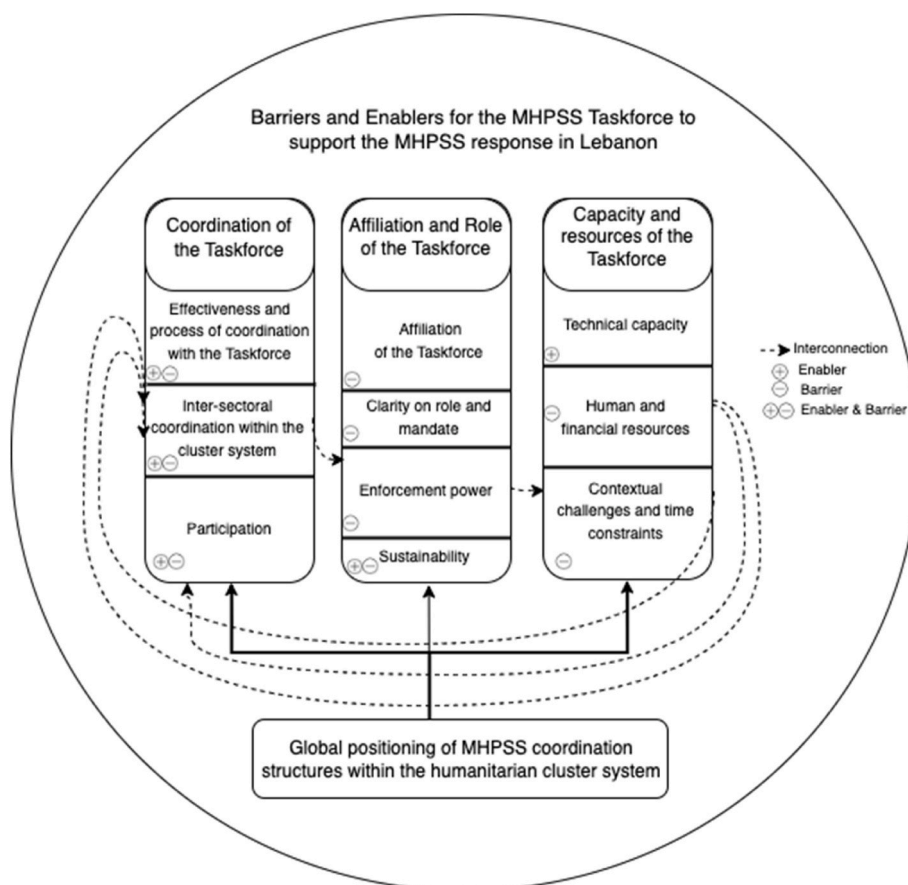 Barriers and Enablers for the MHPSS Taskforce to
support the MHPSS response in Lebanon
Coordination of
the Taskforce
Effectiveness and
process of coordination
with the Taskforce
Inter-sectoral
coordination within the
cluster system
Participation
Affiliation and Role
of the Taskforce
Affiliation
of the Taskforce
Clarity on role and
mandate
Enforcement power
Sustainability
Capacity and
resources of the
Taskforce
Technical capacity
Human and
financial resources
Contextual
challenges and time
constraints
Interconnection
Enabler
Barrier
Enabler & Barrier
Global positioning of MHPSS coordination
structures within the humanitarian cluster system